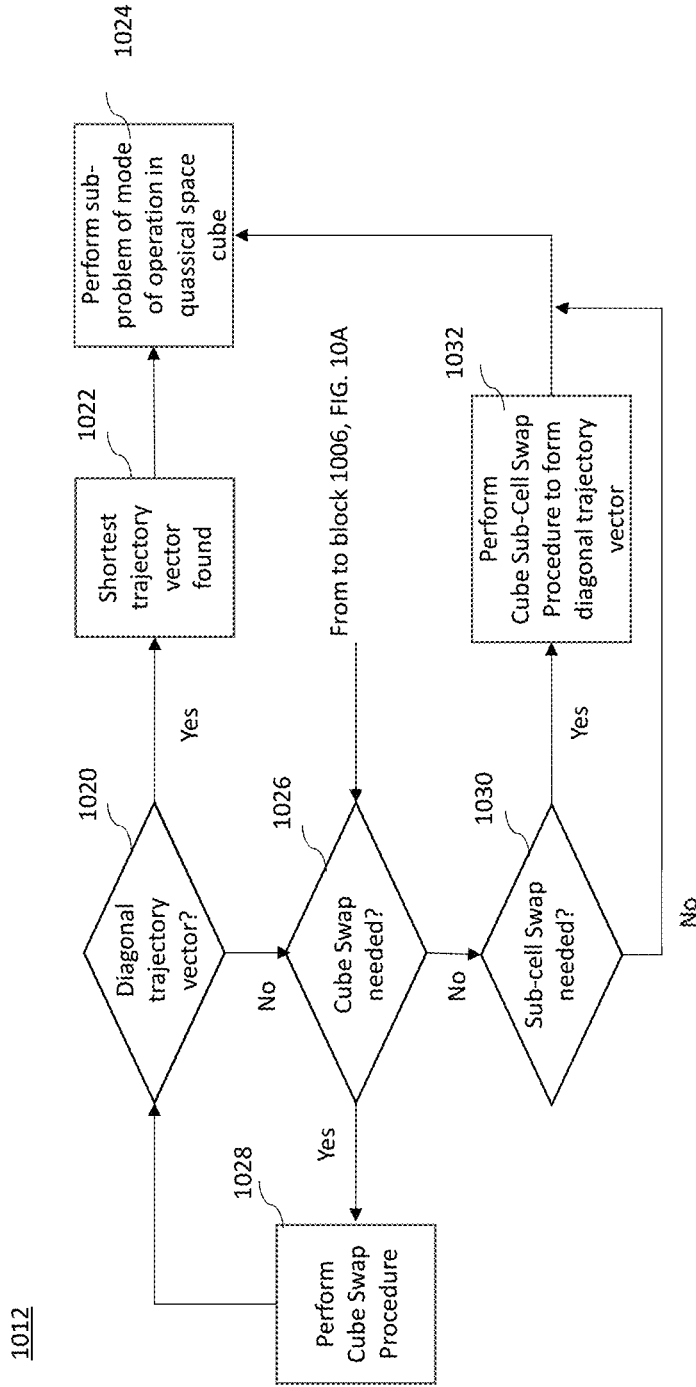 1012
1020
Diagonal
trajectory
vector?
Yes
No
1022
Shortest
trajectory
vector
found
1024
Perform sub-
problem of mode
of operation in
quassical space
cube
1028
Perform
Cube Swap
Procedure
Yes
1026
Cube Swap
needed?
No
From to block 1006, FIG. 10A
1030
Sub-cell Swap
needed?
Yes
No
1032
Perform
Cube Sub-Cell Swap
Procedure to form
diagonal trajectory
vector